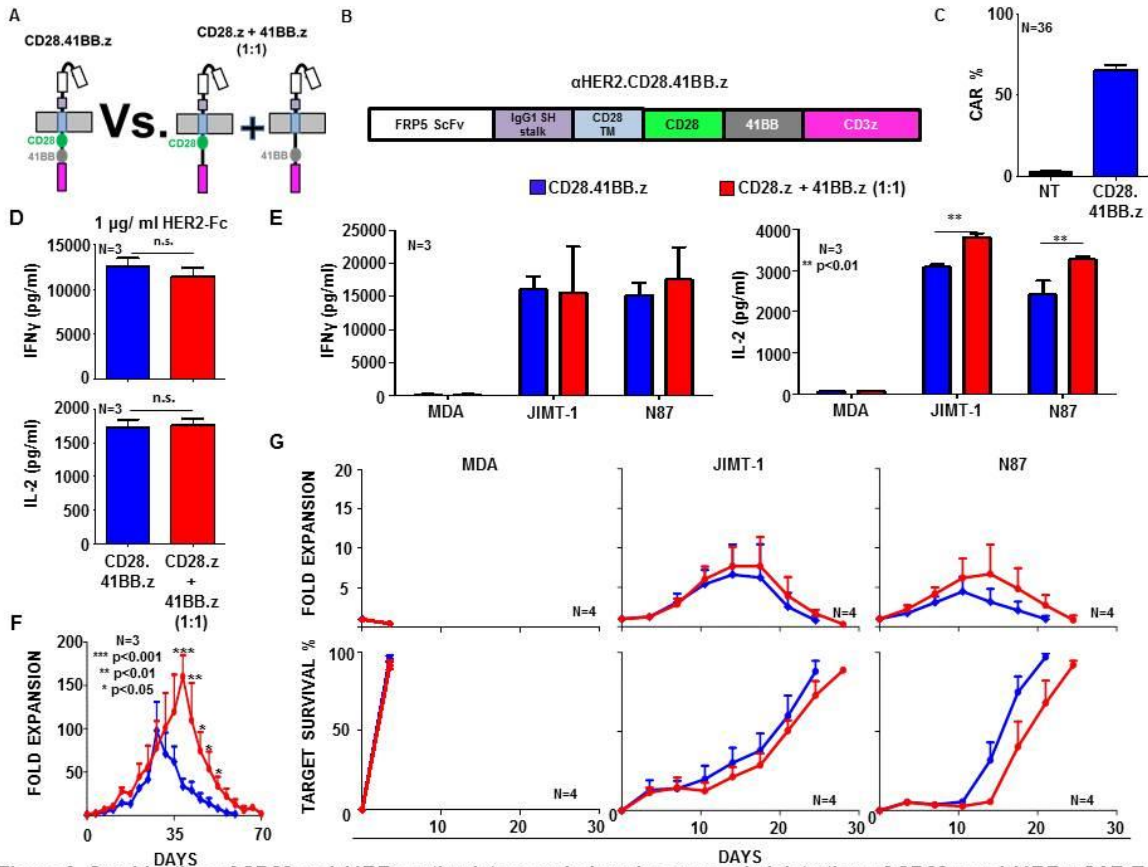 A
CD28.41BB.z
Vs.
CD28.z + 41BB.z
(1:1)
+
CD28
41BB
CD28
41BB
B
αHER2.CD28.41BB.z
FRP5 ScFv
IgG1 SH
stalk
CD28
TM
CD28
41BB
CD3z
C
N=36
CAR %
100
50
0
NT
CD28.
41BB.z
CD28.41BB.z
CD28.z + 41BB.z (1:1)
D
1 µg/ ml HER2-Fc
N=3
n.s.
IFNγ (pg/ml)
15000
10000
5000
0
N=3
n.s.
IL-2 (pg/ml)
2000
1500
1000
500
0
CD28.
41BB.z
CD28.z
+
41BB.z
(1:1)
E
N=3
IFNγ (pg/ml)
25000
20000
15000
10000
5000
0
MDA
JIMT-1
N87
N=3
** p<0.01
**
**
IL-2 (pg/ml)
4000
2000
0
MDA
JIMT-1
N87
F
N=3
*** p<0.001
** p<0.01
* p<0.05
***
**
*
*
*
FOLD EXPANSION
200
150
100
50
0
35
70
DAYS
G
MDA
JIMT-1
N87
FOLD EXPANSION
20
15
10
5
N=4
N=4
N=4
TARGET SURVIVAL %
100
50
0
N=4
N=4
N=4
10
20
30
0
10
20
30
0
10
20
30
DAYS